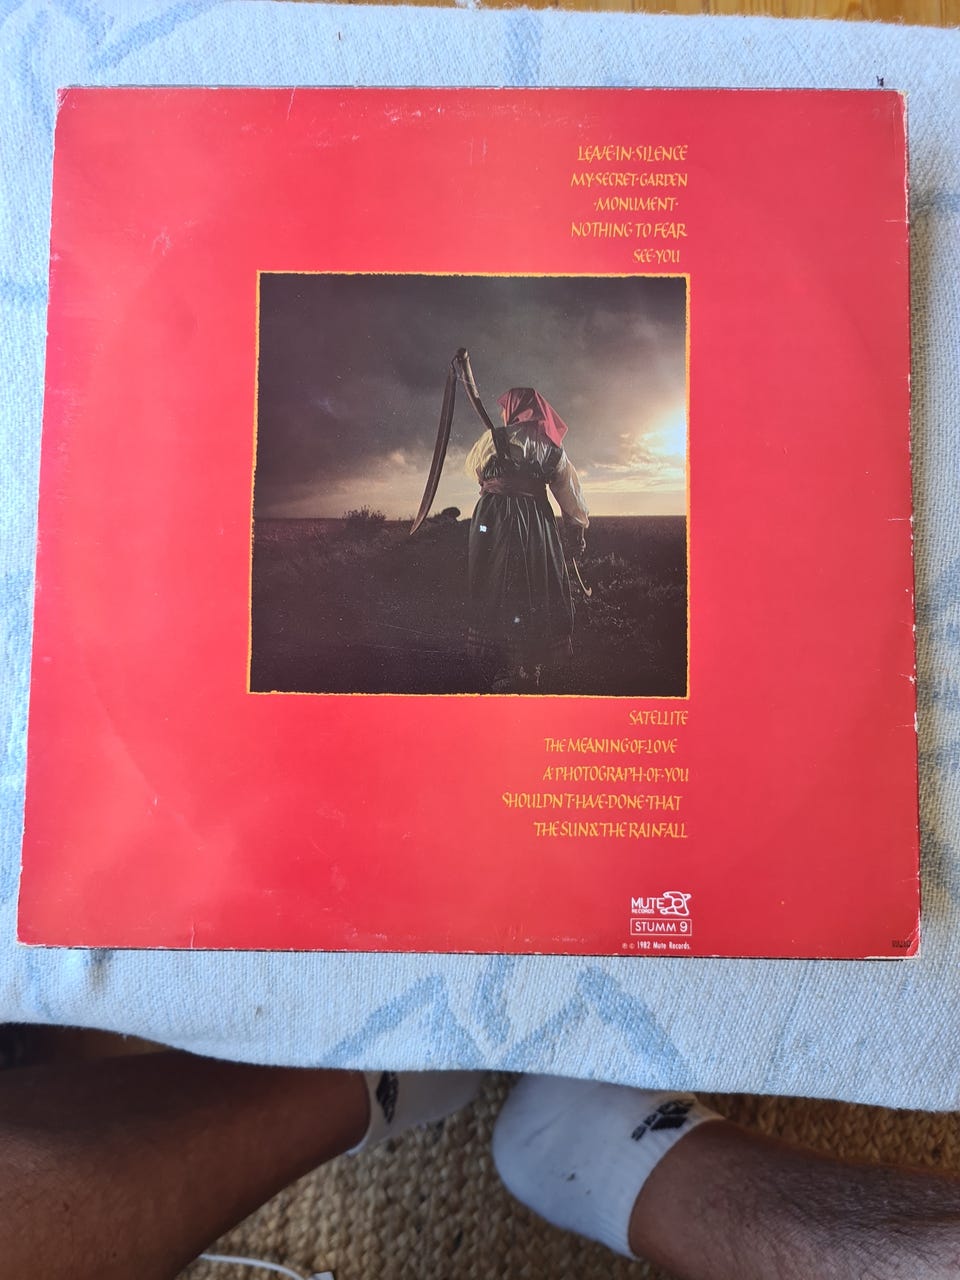 LEAVE·IN·SILENCE
MY·SECRET·GARDEN
·MONUMENT·
NOTHING TO FEAR
SEE·YOU
SATELLITE
THE MEANING·OF·LOVE
A·PHOTOGRAPH·OF·YOU
SHOULDN'T·HAVE·DONE·THAT
THE SUN & THE RAINFALL
MUTE
RECORDS
STUMM 9
℗ © 1982 Mute Records.